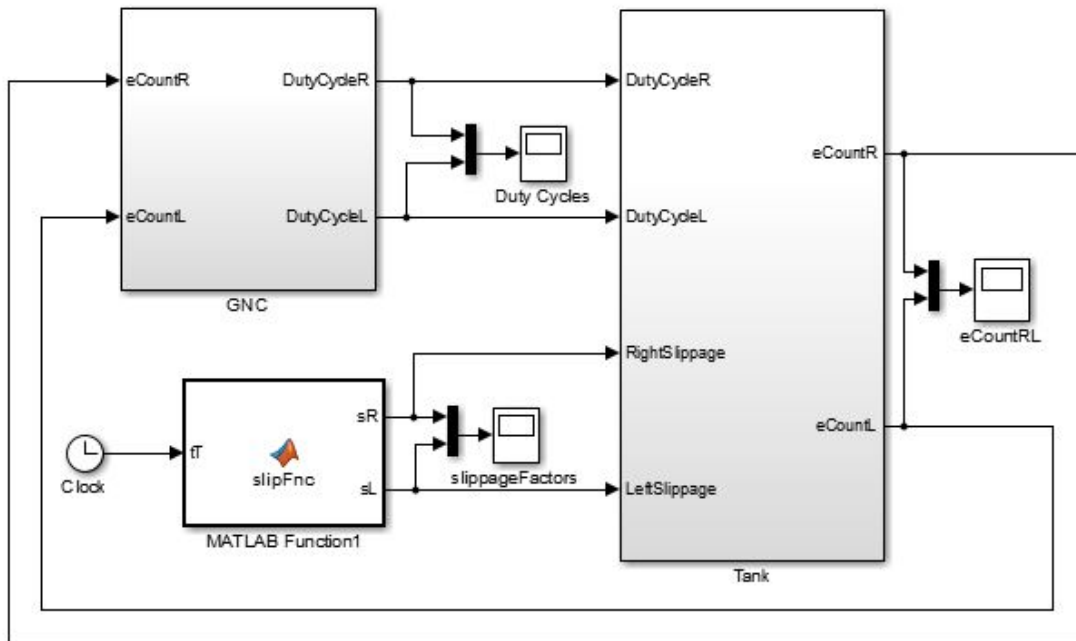 eCountR
DutyCycleR
DutyCycleR
eCountR
Duty Cycles
eCountL
DutyCycleL
DutyCycleL
GNC
eCountRL
RightSlippage
sR
eCountL
tT
slipFnc
Clock
slippageFactors
sL
LeftSlippage
MATLAB Function1
Tank